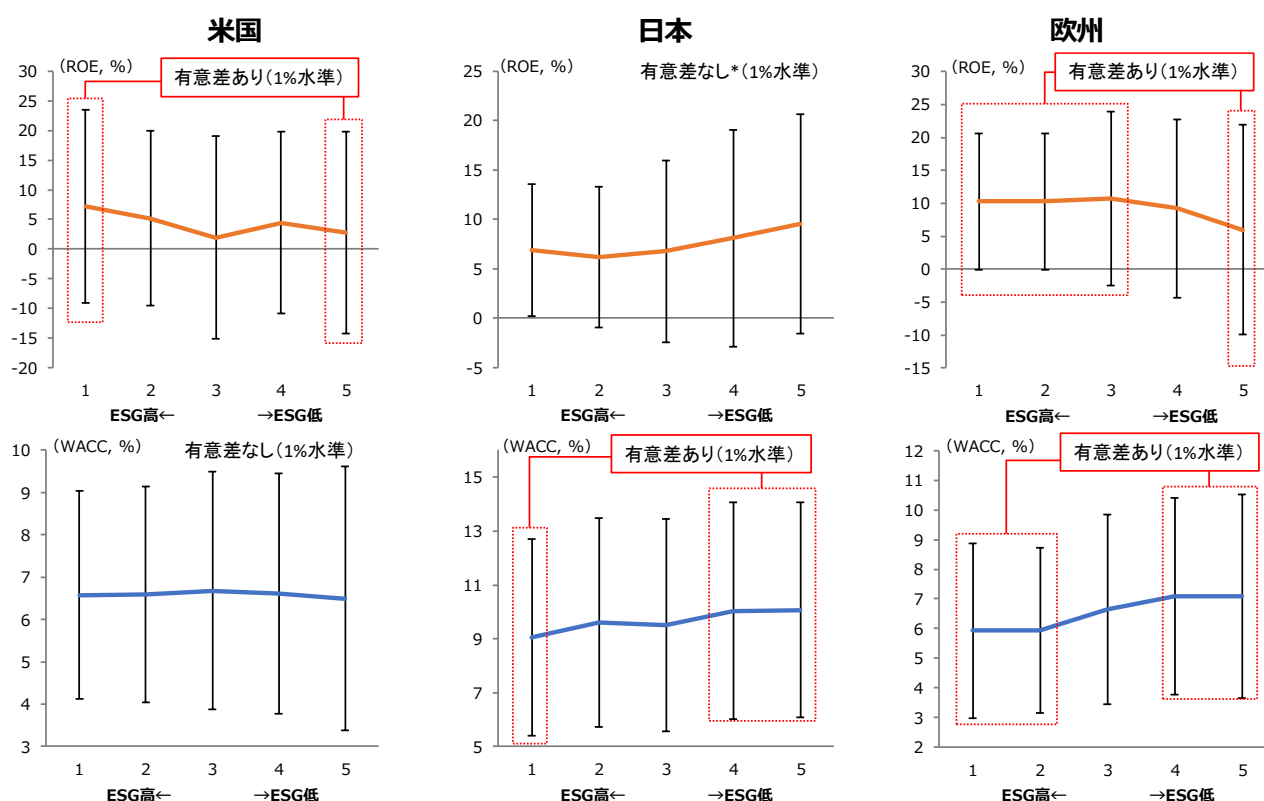 米国
(ROE, %)
有意差あり(1%水準)
30
25
20
15
10
5
0
-5
-10
-15
-20
1 2 3 4 5
ESG高← →ESG低
日本
(ROE, %)
有意差なし*(1%水準)
25
20
15
10
5
0
-5
1 2 3 4 5
ESG高← →ESG低
欧州
(ROE, %)
有意差あり(1%水準)
30
25
20
15
10
5
0
-5
-10
-15
1 2 3 4 5
ESG高← →ESG低
(WACC, %)
有意差なし(1%水準)
10
9
8
7
6
5
4
3
1 2 3 4 5
ESG高← →ESG低
(WACC, %)
有意差あり(1%水準)
15
13
11
9
7
5
1 2 3 4 5
ESG高← →ESG低
(WACC, %)
有意差あり(1%水準)
12
11
10
9
8
7
6
5
4
3
2
1 2 3 4 5
ESG高← →ESG低